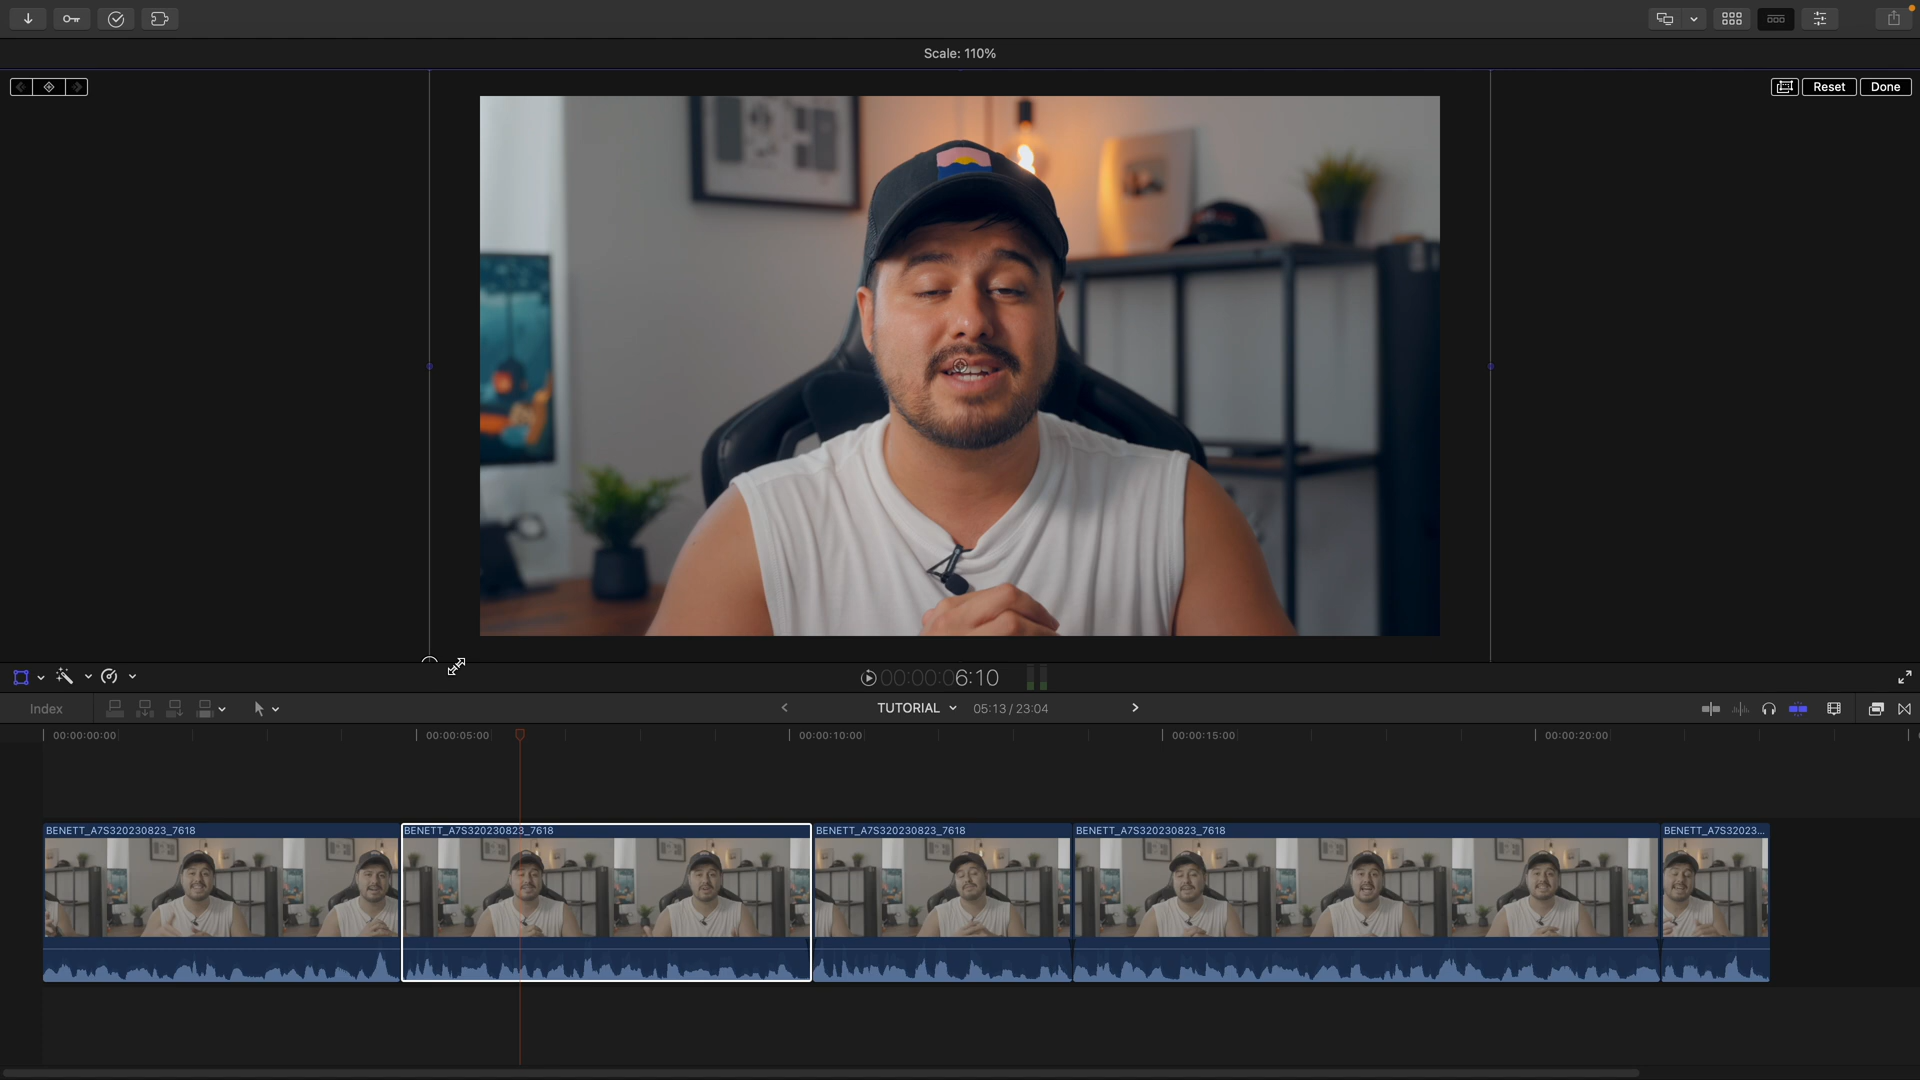 Scale: 110%
Reset
Done
00:00:06:10
Index
TUTORIAL
05:13 / 23:04
00:00:00:00
00:00:05:00
00:00:10:00
00:00:15:00
00:00:20:00
BENETT_A7S320230823_7618
BENETT_A7S320230823_7618
BENETT_A7S320230823_7618
BENETT_A7S320230823_7618
BENETT_A7S32023...